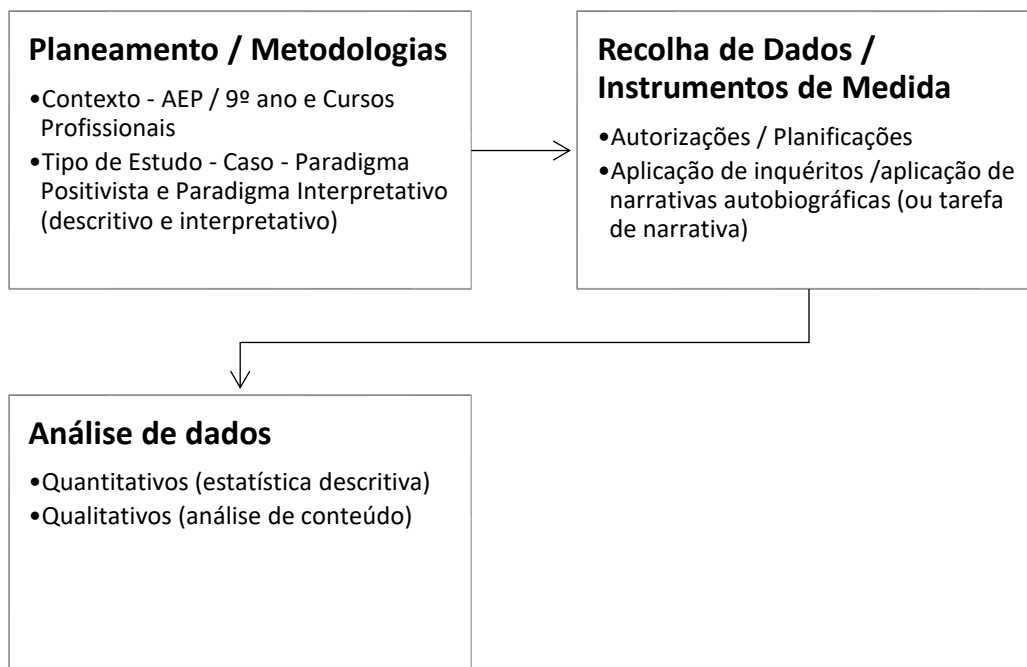 Planeamento / Metodologias
•Contexto - AEP / 9º ano e Cursos
Profissionais
•Tipo de Estudo - Caso - Paradigma
Positivista e Paradigma Interpretativo
(descritivo e interpretativo)
Recolha de Dados /
Instrumentos de Medida
•Autorizações / Planificações
•Aplicação de inquéritos /aplicação de
narrativas autobiográficas (ou tarefa
de narrativa)
Análise de dados
•Quantitativos (estatística descritiva)
•Qualitativos (análise de conteúdo)